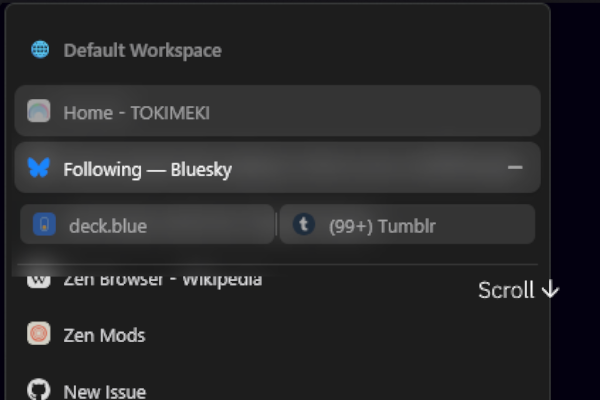 Default Workspace
Home - TOKIMEKI
Following — Bluesky
deck.blue
(99+) Tumblr
Zen Browser - Wikipedia
Scroll ↓
Zen Mods
New Issue